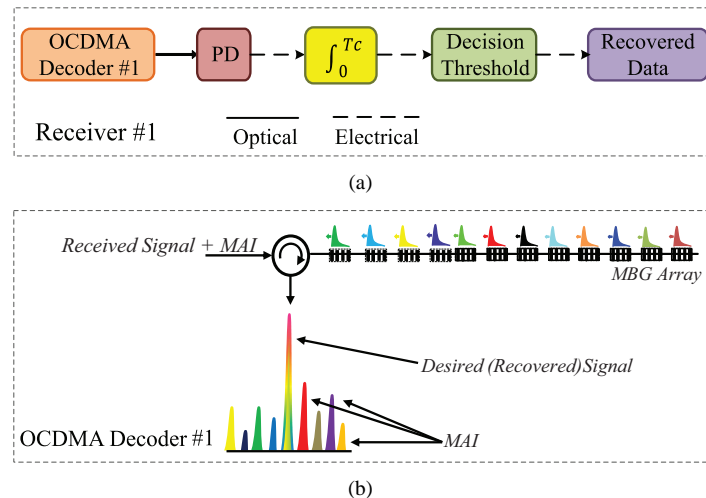 OCDMA
Decoder #1
PD
∫₀ᵀᶜ
Decision
Threshold
Recovered
Data
Receiver #1
Optical
Electrical
(a)
Received Signal + MAI
MBG Array
Desired (Recovered)Signal
OCDMA Decoder #1
MAI
(b)